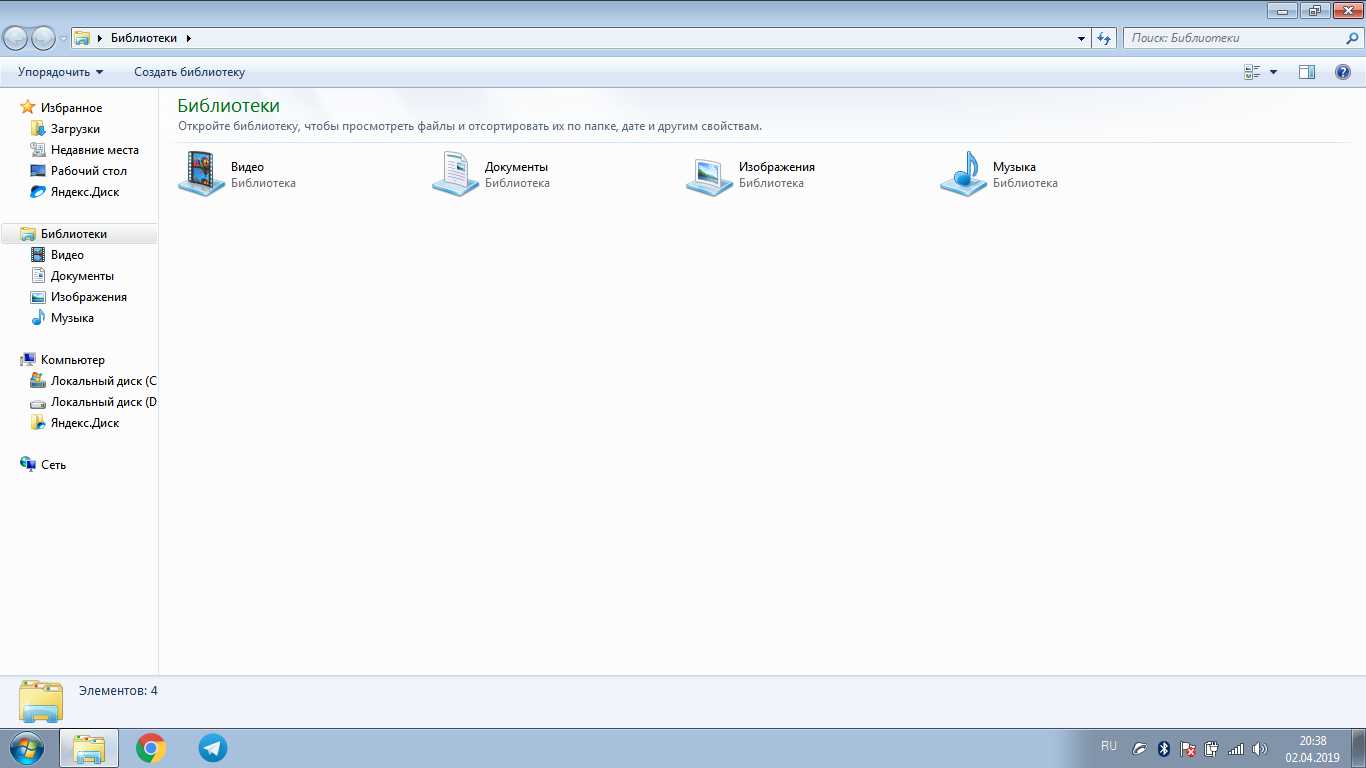 Библиотеки
Поиск: Библиотеки
Упорядочить
Создать библиотеку
Избранное
Загрузки
Недавние места
Рабочий стол
Яндекс.Диск
Библиотеки
Видео
Документы
Изображения
Музыка
Компьютер
Локальный диск (C
Локальный диск (D
Яндекс.Диск
Сеть
Библиотеки
Откройте библиотеку, чтобы просмотреть файлы и отсортировать их по папке, дате и другим свойствам.
Видео
Библиотека
Документы
Библиотека
Изображения
Библиотека
Музыка
Библиотека
Элементов: 4
RU
20:38
02.04.2019